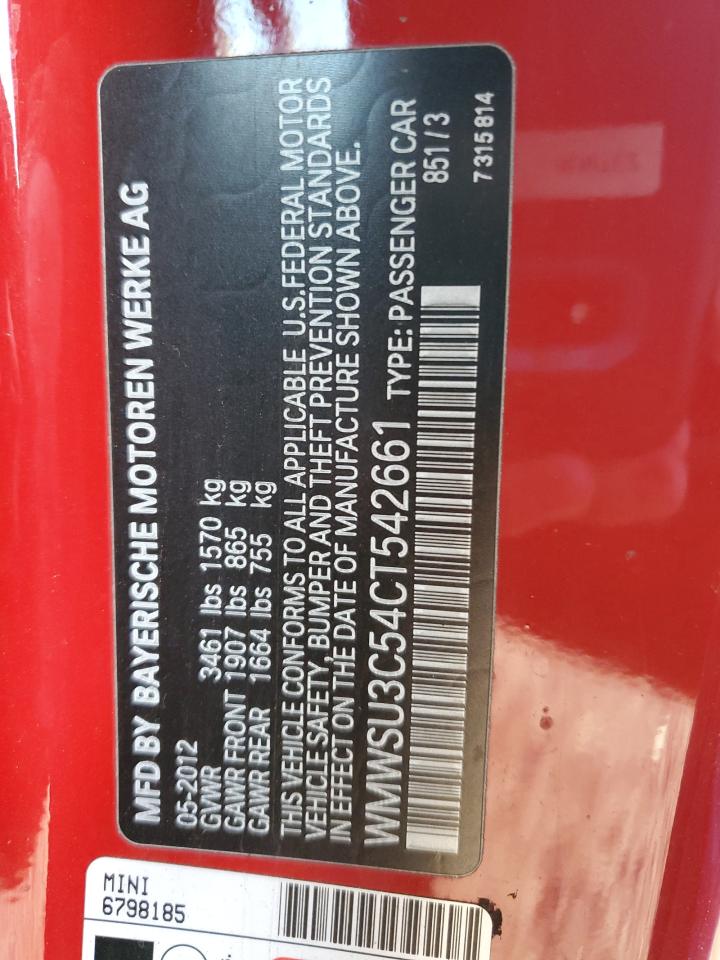 MFD BY BAYERISCHE MOTOREN WERKE AG
05-2012
GVWR 3461 lbs 1570 kg
GAWR FRONT 1907 lbs 865 kg
GAWR REAR 1664 lbs 755 kg
THIS VEHICLE CONFORMS TO ALL APPLICABLE U.S.FEDERAL MOTOR
VEHICLE SAFETY, BUMPER AND THEFT PREVENTION STANDARDS
IN EFFECT ON THE DATE OF MANUFACTURE SHOWN ABOVE.
WMWSU3C54CT542661 TYPE: PASSENGER CAR
851 / 3
7 315 814
MINI
6798185